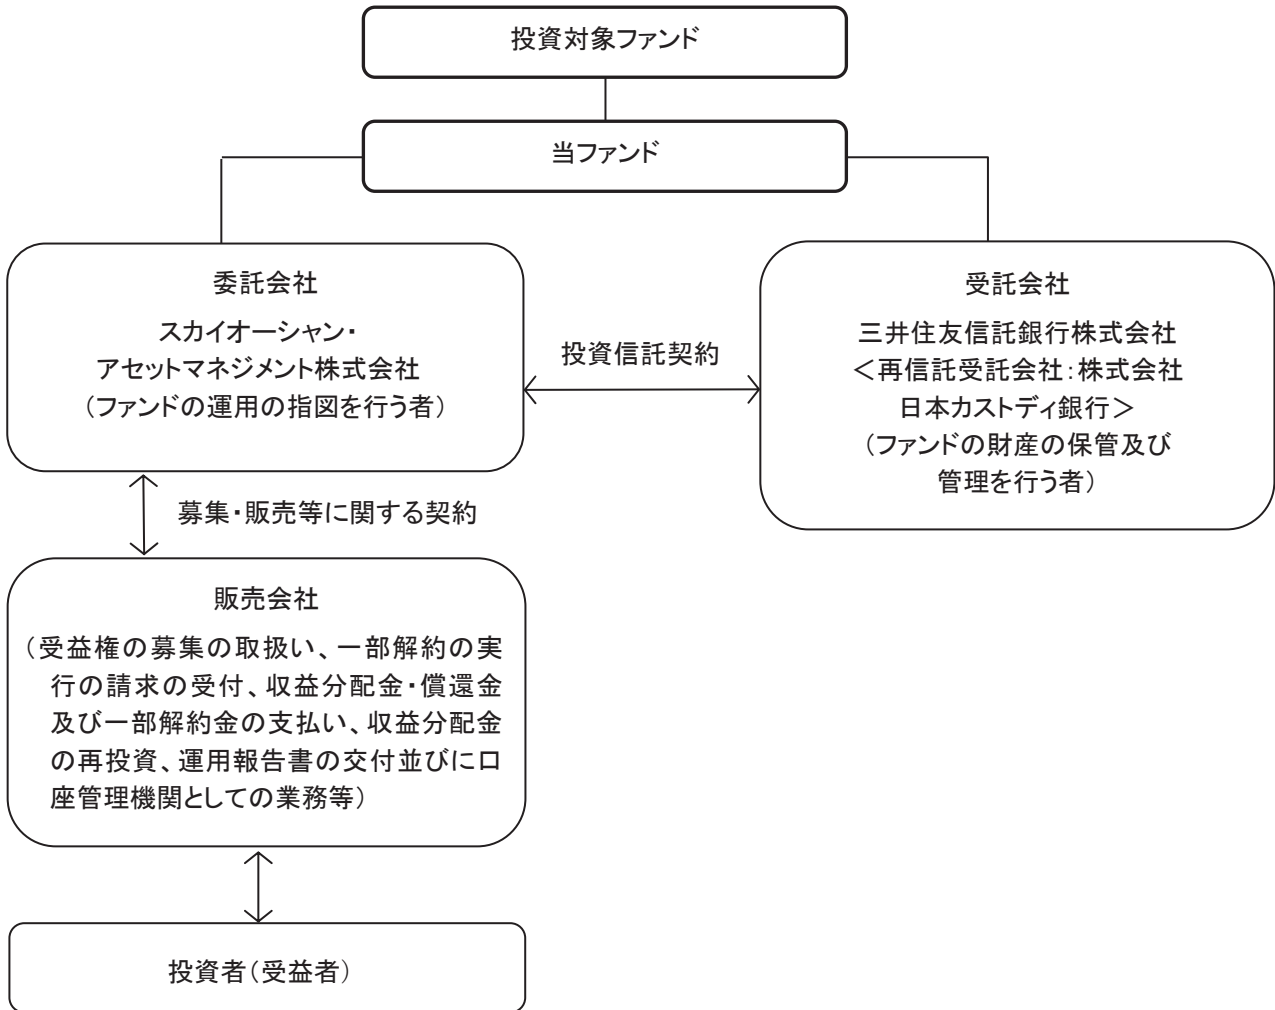 投資対象ファンド
当ファンド
委託会社
スカイオーシャン・
アセットマネジメント株式会社
（ファンドの運用の指図を行う者）
投資信託契約
受託会社
三井住友信託銀行株式会社
＜再信託受託会社：株式会社
日本カストディ銀行＞
（ファンドの財産の保管及び
管理を行う者）
募集・販売等に関する契約
販売会社
（受益権の募集の取扱い、一部解約の実
行の請求の受付、収益分配金・償還金
及び一部解約金の支払い、収益分配金
の再投資、運用報告書の交付並びに口
座管理機関としての業務等）
投資者（受益者）